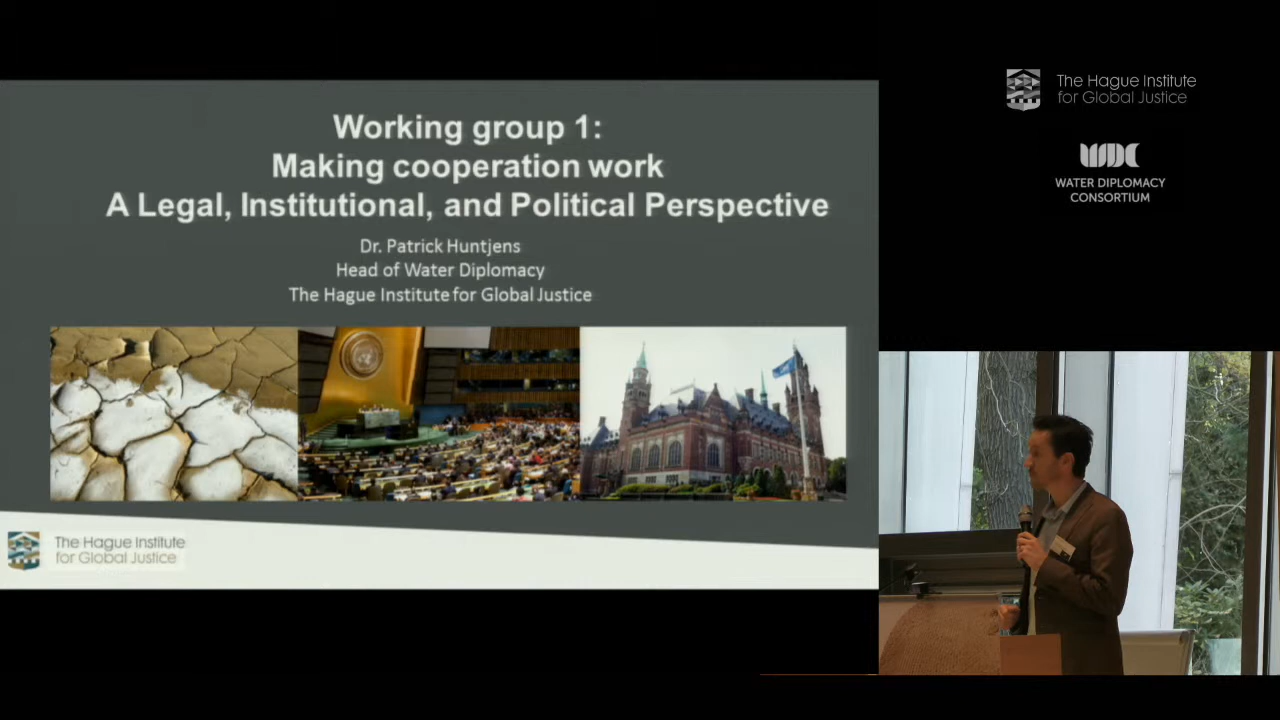 Working group 1:
Making cooperation work
A Legal, Institutional, and Political Perspective
Dr. Patrick Huntjens
Head of Water Diplomacy
The Hague Institute for Global Justice
The Hague Institute
for Global Justice
The Hague Institute
for Global Justice
WDC
WATER DIPLOMACY
CONSORTIUM